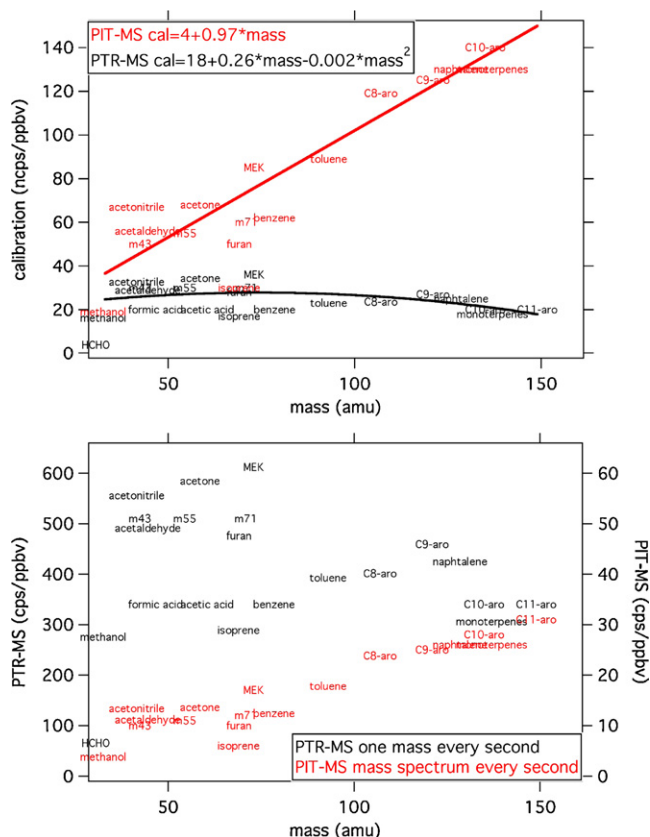 PIT-MS cal=4+0.97*mass
PTR-MS cal=18+0.26*mass-0.002*mass²
140
120
100
80
60
40
20
0
calibration (ncps/ppbv)
C10-aro
naphtalene
monoterpenes
C9-aro
C8-aro
toluene
MEK
acetonitrile
acetone
benzene
m71
acetaldehyde
m55
m43
furan
MEK
acetone
acetonitrile
m43
m55
isoprene
m71
acetaldehyde
furan
C9-aro
naphtalene
C8-aro
toluene
methanol
formic acid
acetic acid
benzene
C10-aro
C11-aro
methanol
isoprene
monoterpenes
HCHO
50
100
150
mass (amu)
600
500
400
300
200
100
0
PTR-MS (cps/ppbv)
60
50
40
30
20
10
0
PIT-MS (cps/ppbv)
MEK
acetone
acetonitrile
m43
m55
m71
acetaldehyde
furan
C9-aro
naphtalene
C8-aro
toluene
formic acid
acetic acid
benzene
C10-aro
C11-aro
monoterpenes
C11-aro
isoprene
methanol
C10-aro
naphtalene
monoterpenes
C9-aro
C8-aro
toluene
MEK
acetonitrile
acetone
benzene
m71
acetaldehyde
m55
m43
furan
HCHO
isoprene
methanol
PTR-MS one mass every second
PIT-MS mass spectrum every second
50
100
150
mass (amu)